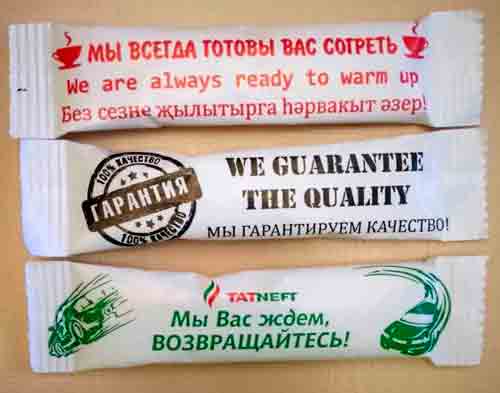 МЫ ВСЕГДА ГОТОВЫ ВАС СОГРЕТЬ
We are always ready to warm up
Без сезне җылытырга һәрвакыт әзер!
100% КАЧЕСТВО
ГАРАНТИЯ
100% КАЧЕСТВО
WE GUARANTEE
THE QUALITY
МЫ ГАРАНТИРУЕМ КАЧЕСТВО!
TATNEFT
Мы Вас ждем,
ВОЗВРАЩАЙТЕСЬ!